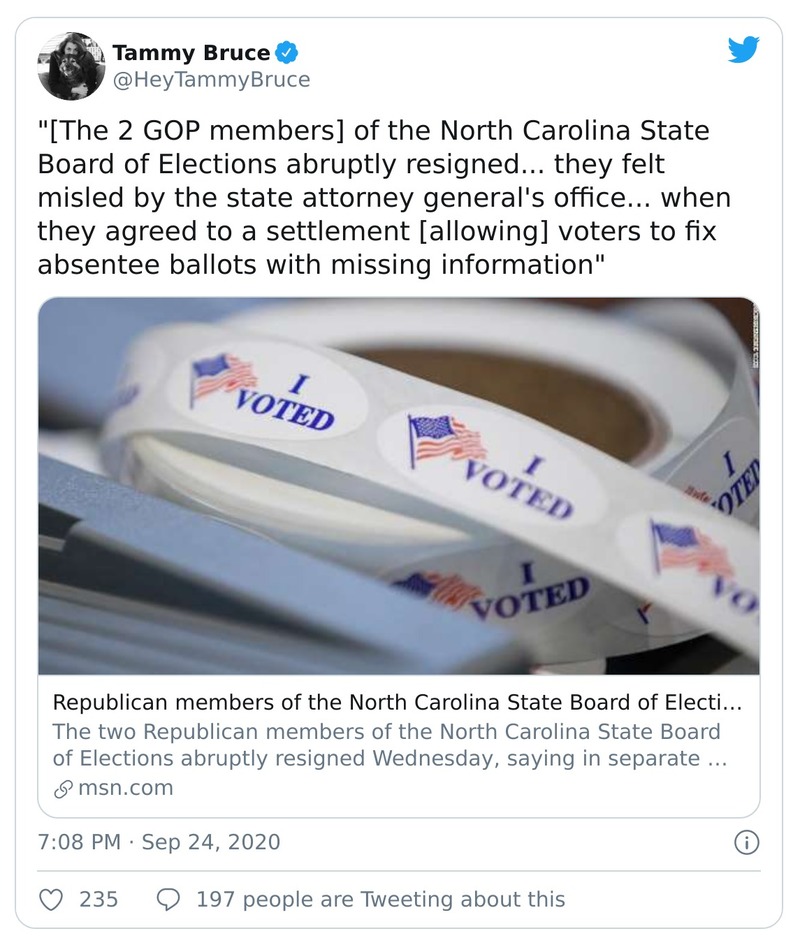 Tammy Bruce
@HeyTammyBruce
"[The 2 GOP members] of the North Carolina State
Board of Elections abruptly resigned... they felt
misled by the state attorney general's office... when
they agreed to a settlement [allowing] voters to fix
absentee ballots with missing information"
I
VOTED
I
VOTED
I
VOTED
VO
I
VOTED
Republican members of the North Carolina State Board of Electi...
The two Republican members of the North Carolina State Board
of Elections abruptly resigned Wednesday, saying in separate ...
msn.com
7:08 PM · Sep 24, 2020
235
197 people are Tweeting about this